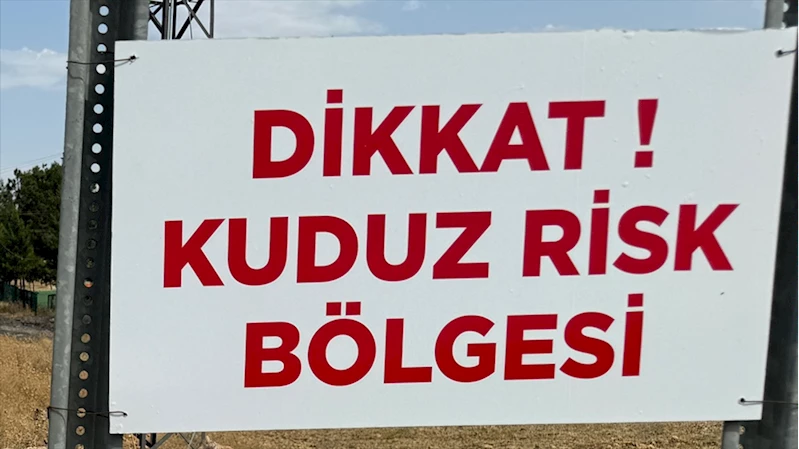 DİKKAT !
KUDUZ RİSK
BÖLGESİ